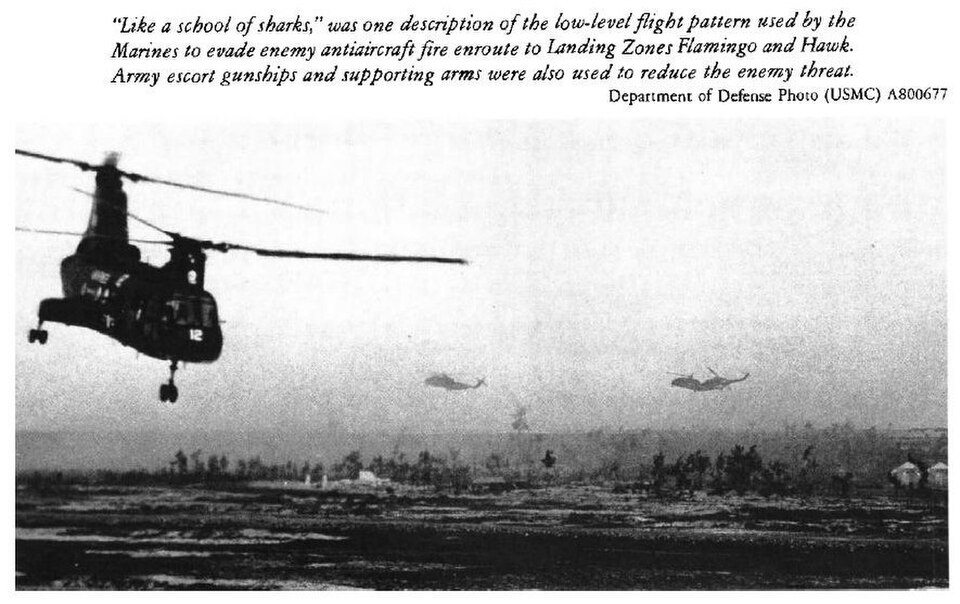 "Like a school of sharks," was one description of the low-level flight pattern used by the
Marines to evade enemy antiaircraft fire enroute to Landing Zones Flamingo and Hawk.
Army escort gunships and supporting arms were also used to reduce the enemy threat.
Department of Defense Photo (USMC) A800677
12